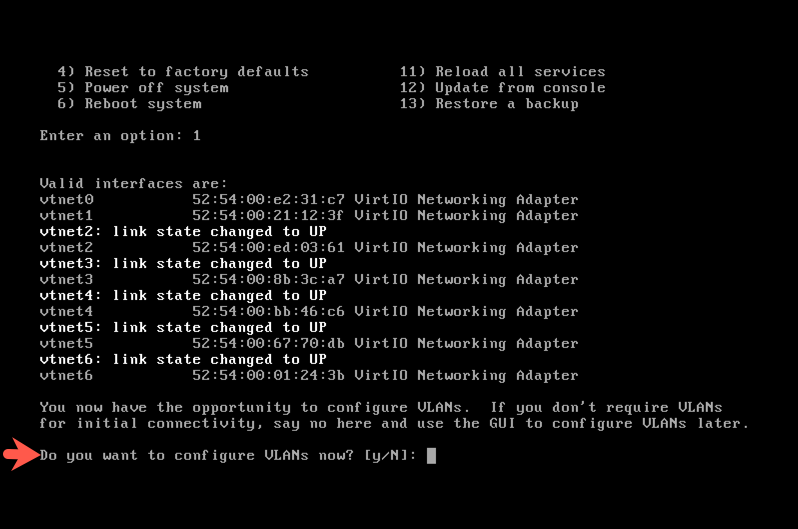 4) Reset to factory defaults 11) Reload all services
5) Power off system 12) Update from console
6) Reboot system 13) Restore a backup
Enter an option: 1
Valid interfaces are:
vtnet0 52:54:00:e2:31:c7 VirtIO Networking Adapter
vtnet1 52:54:00:21:12:3f VirtIO Networking Adapter
vtnet2: link state changed to UP
vtnet2 52:54:00:ed:03:61 VirtIO Networking Adapter
vtnet3: link state changed to UP
vtnet3 52:54:00:8b:3c:a7 VirtIO Networking Adapter
vtnet4: link state changed to UP
vtnet4 52:54:00:bb:46:c6 VirtIO Networking Adapter
vtnet5: link state changed to UP
vtnet5 52:54:00:67:70:db VirtIO Networking Adapter
vtnet6: link state changed to UP
vtnet6 52:54:00:01:24:3b VirtIO Networking Adapter
You now have the opportunity to configure VLANs. If you don't require VLANs
for initial connectivity, say no here and use the GUI to configure VLANs later.
Do you want to configure VLANs now? [y/N]: